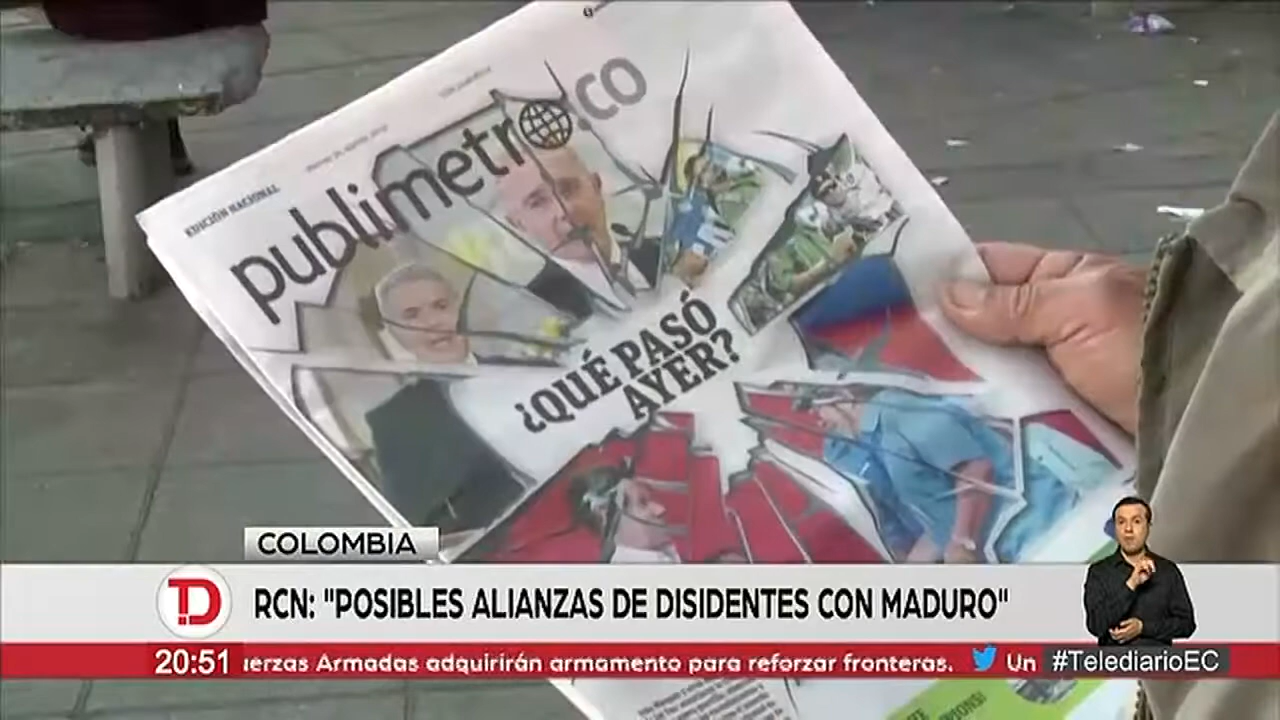 EDICIÓN NACIONAL
publimetro.co
¿QUÉ PASÓ
AYER?
COLOMBIA
RCN: "POSIBLES ALIANZAS DE DISIDENTES CON MADURO"
20:51
uerzas Armadas adquirirán armamento para reforzar fronteras.
Un
#TelediarioEC